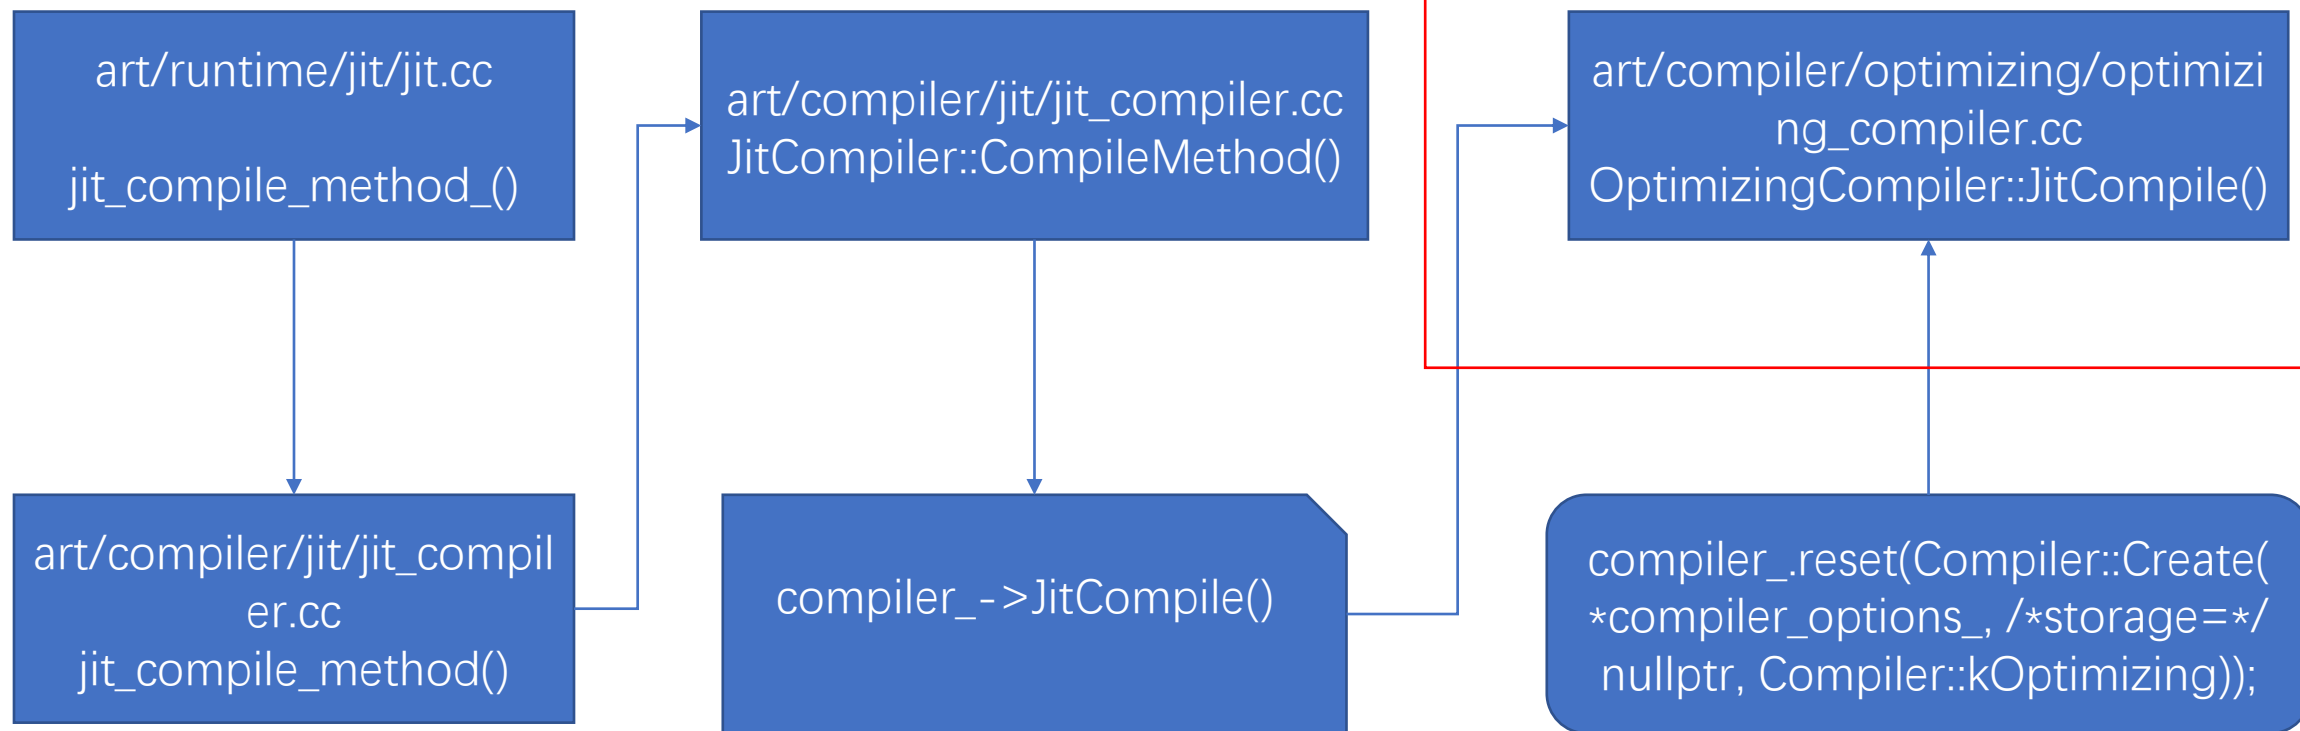 art/runtime/jit/jit.cc
jit_compile_method_()
art/compiler/jit/jit_compil
er.cc
jit_compile_method()
art/compiler/jit/jit_compiler.cc
JitCompiler::CompileMethod()
compiler_->JitCompile()
art/compiler/optimizing/optimizi
ng_compiler.cc
OptimizingCompiler::JitCompile()
compiler_.reset(Compiler::Create(
*compiler_options_, /*storage=*/
nullptr, Compiler::kOptimizing));